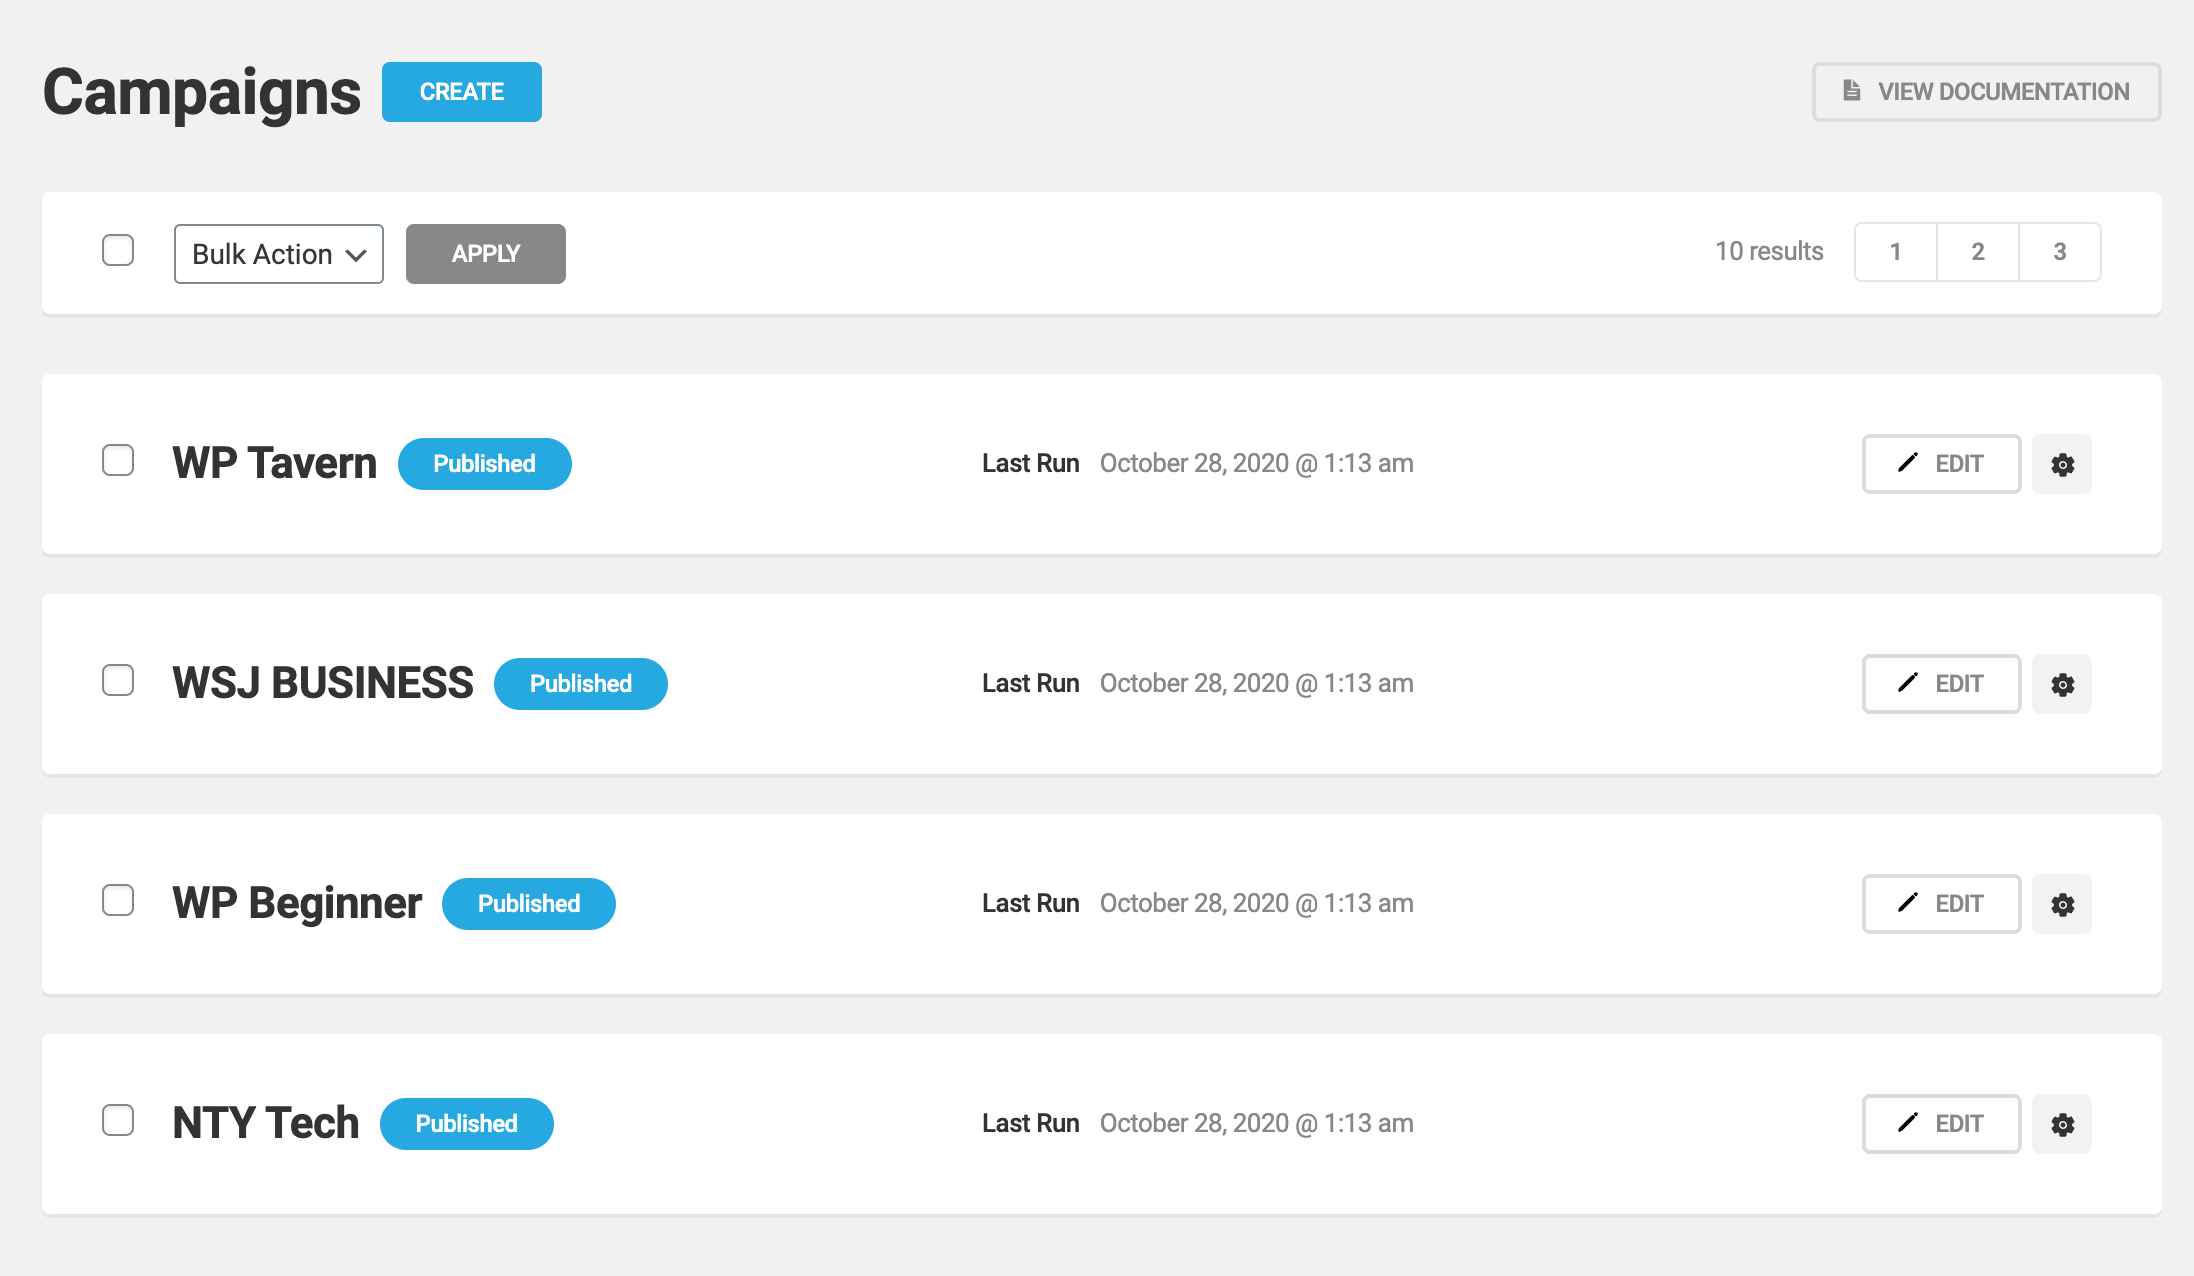 Campaigns CREATE VIEW DOCUMENTATION
Bulk Action APPLY 10 results 1 2 3
WP Tavern Published Last Run October 28, 2020 @ 1:13 am EDIT
WSJ BUSINESS Published Last Run October 28, 2020 @ 1:13 am EDIT
WP Beginner Published Last Run October 28, 2020 @ 1:13 am EDIT
NTY Tech Published Last Run October 28, 2020 @ 1:13 am EDIT